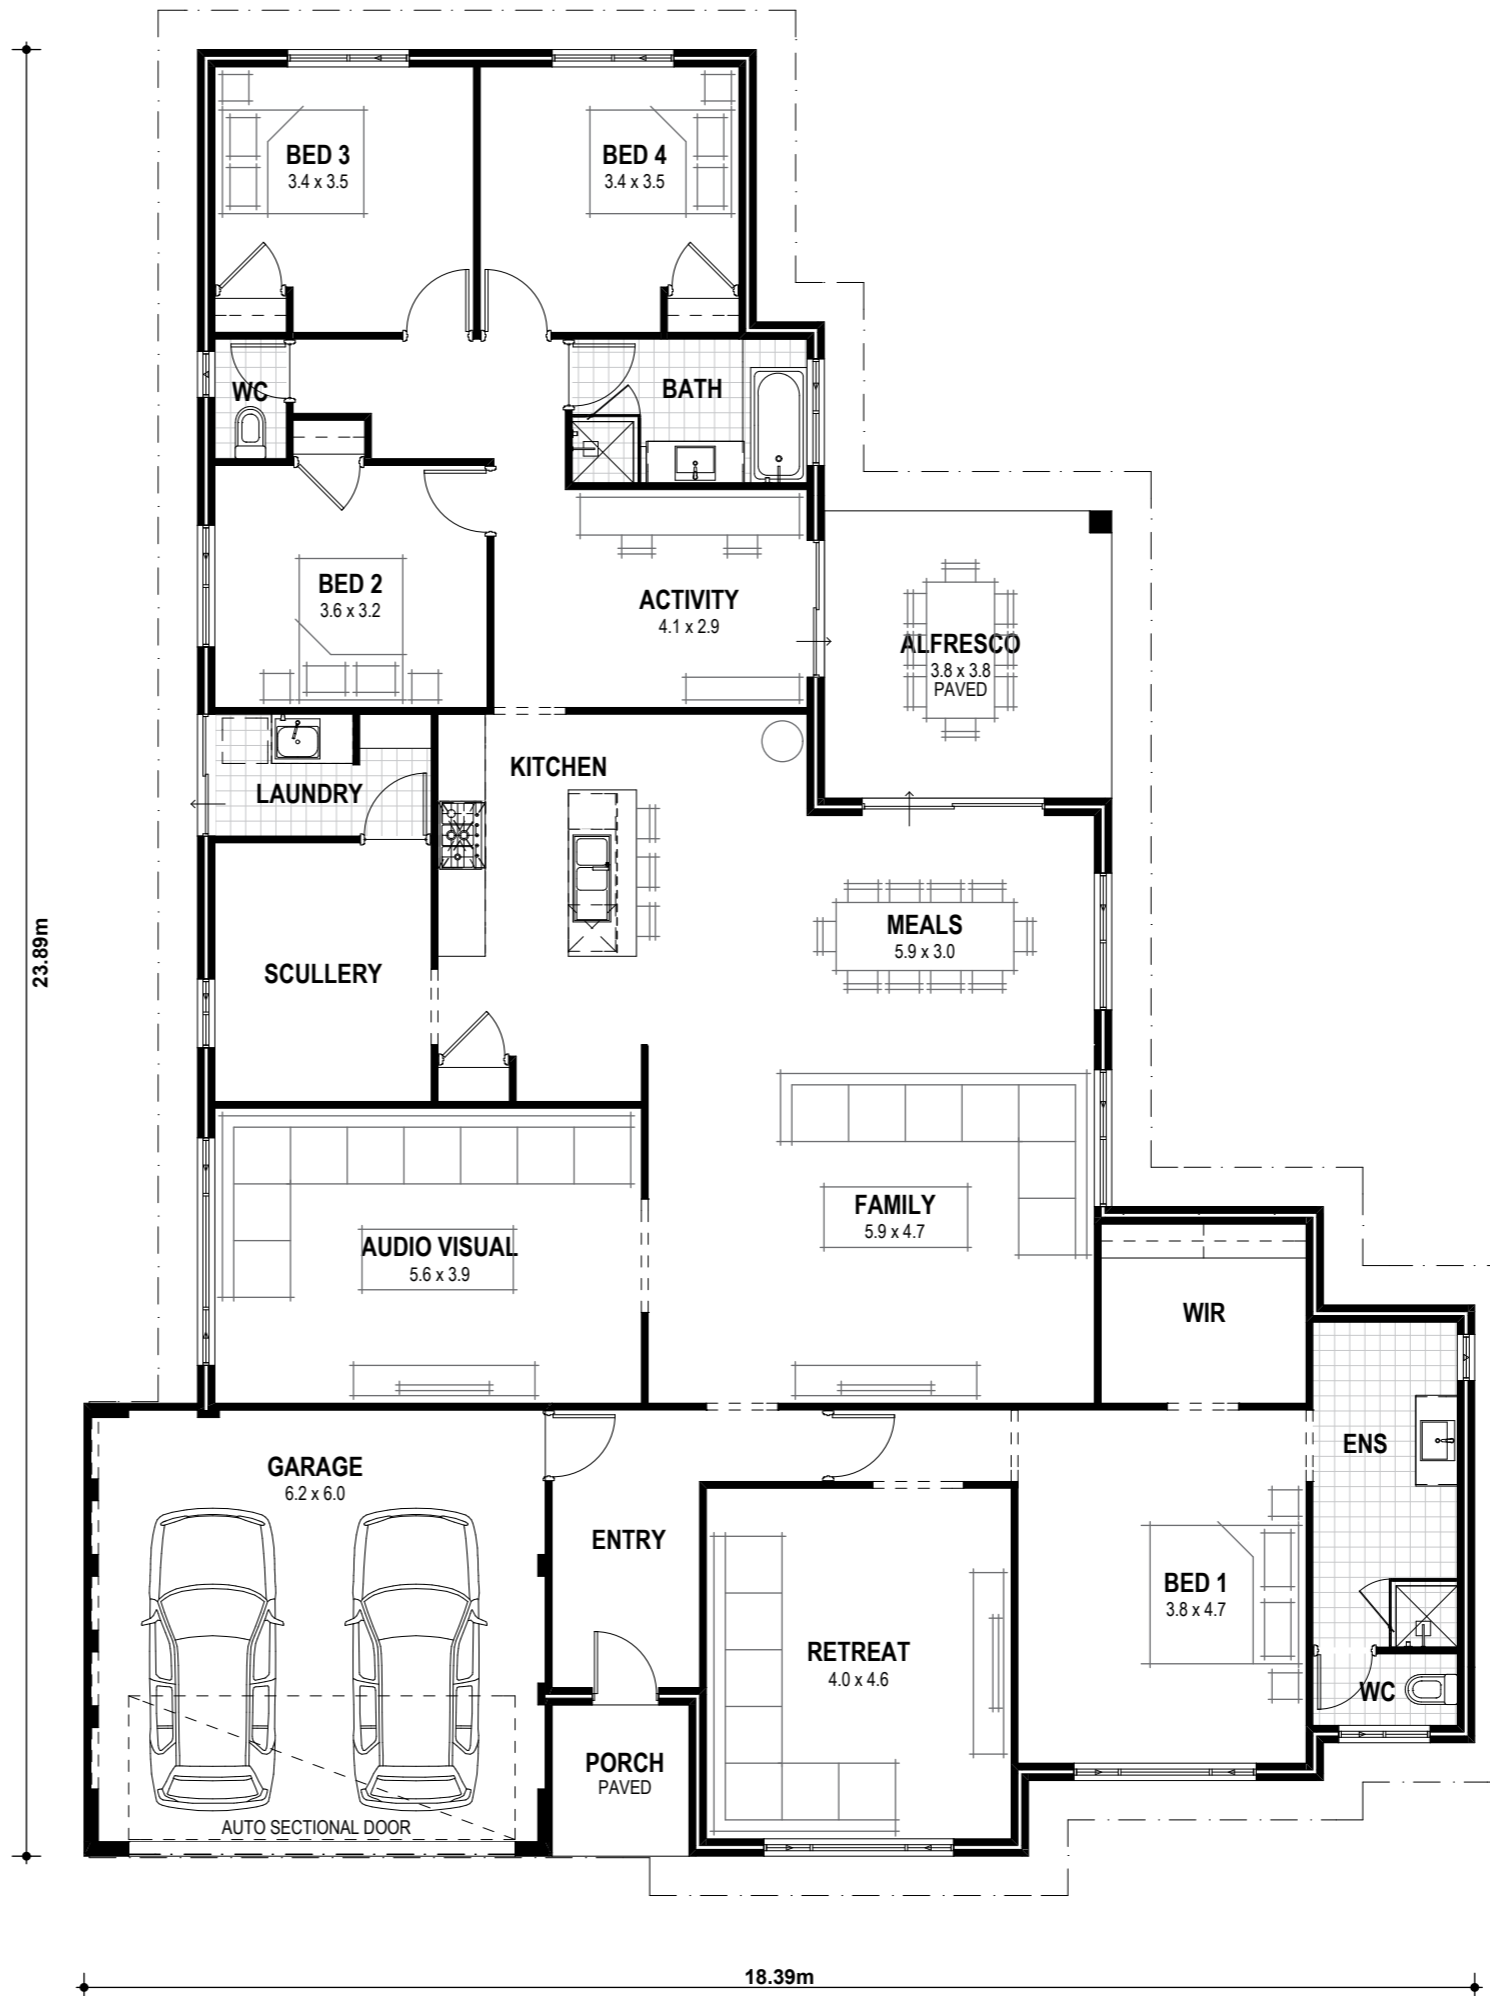 BED 3
3.4 x 3.5
BED 4
3.4 x 3.5
WC
BATH
BED 2
3.6 x 3.2
ACTIVITY
4.1 x 2.9
ALFRESCO
3.8 x 3.8
PAVED
KITCHEN
LAUNDRY
MEALS
5.9 x 3.0
SCULLERY
23.89m
FAMILY
5.9 x 4.7
AUDIO VISUAL
5.6 x 3.9
WIR
ENS
GARAGE
6.2 x 6.0
ENTRY
BED 1
3.8 x 4.7
RETREAT
4.0 x 4.6
WC
PORCH
PAVED
AUTO SECTIONAL DOOR
18.39m